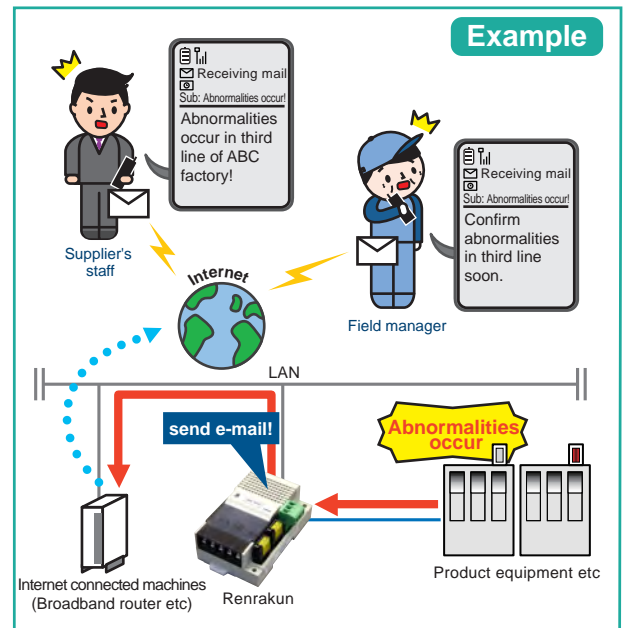 Example
Receiving mail
Sub: Abnormalities occur!
Abnormalities
occur in third
line of ABC
factory!
Receiving mail
Sub: Abnormalities occur!
Confirm
abnormalities
in third line
soon.
Supplier's
staff
Internet
Field manager
LAN
send e-mail!
Abnormalities
occur
Internet connected machines
(Broadband router etc)
Renrakun
Product equipment etc